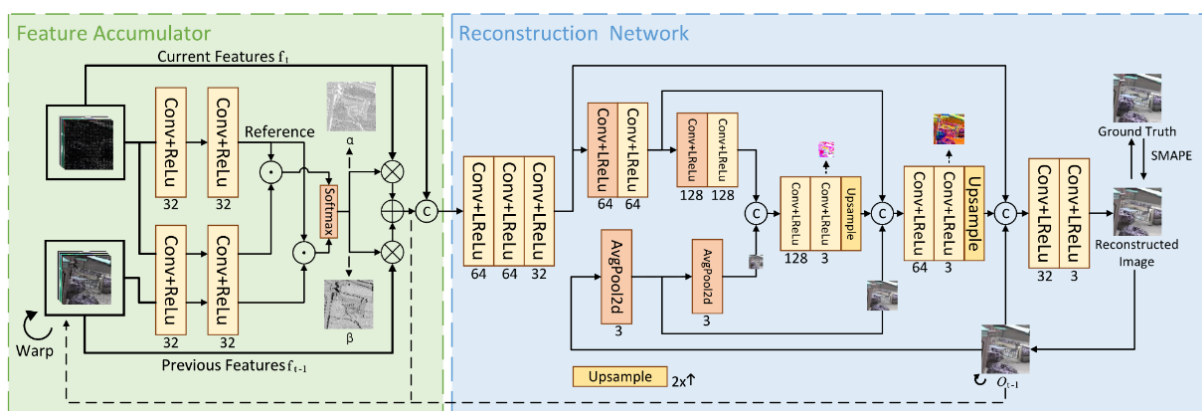 Feature Accumulator
Current Features f t
Conv+ReLu
Conv+ReLu
32
32
Reference
α
Softmax
Conv+ReLu
Conv+ReLu
32
32
β
Warp
Previous Features f t-1
C
Reconstruction Network
Conv+LReLu
Conv+LReLu
Conv+LReLu
64
64
32
Conv+LReLu
Conv+LReLu
64
64
Conv+LReLu
Conv+LReLu
128
128
AvgPool2d
3
AvgPool2d
3
C
Conv+LReLu
Conv+LReLu
Upsample
128
3
C
Conv+LReLu
Conv+LReLu
Upsample
64
3
C
Conv+LReLu
Conv+LReLu
32
3
Ground Truth
SMAPE
Reconstructed
Image
O t-1
Upsample
2x↑